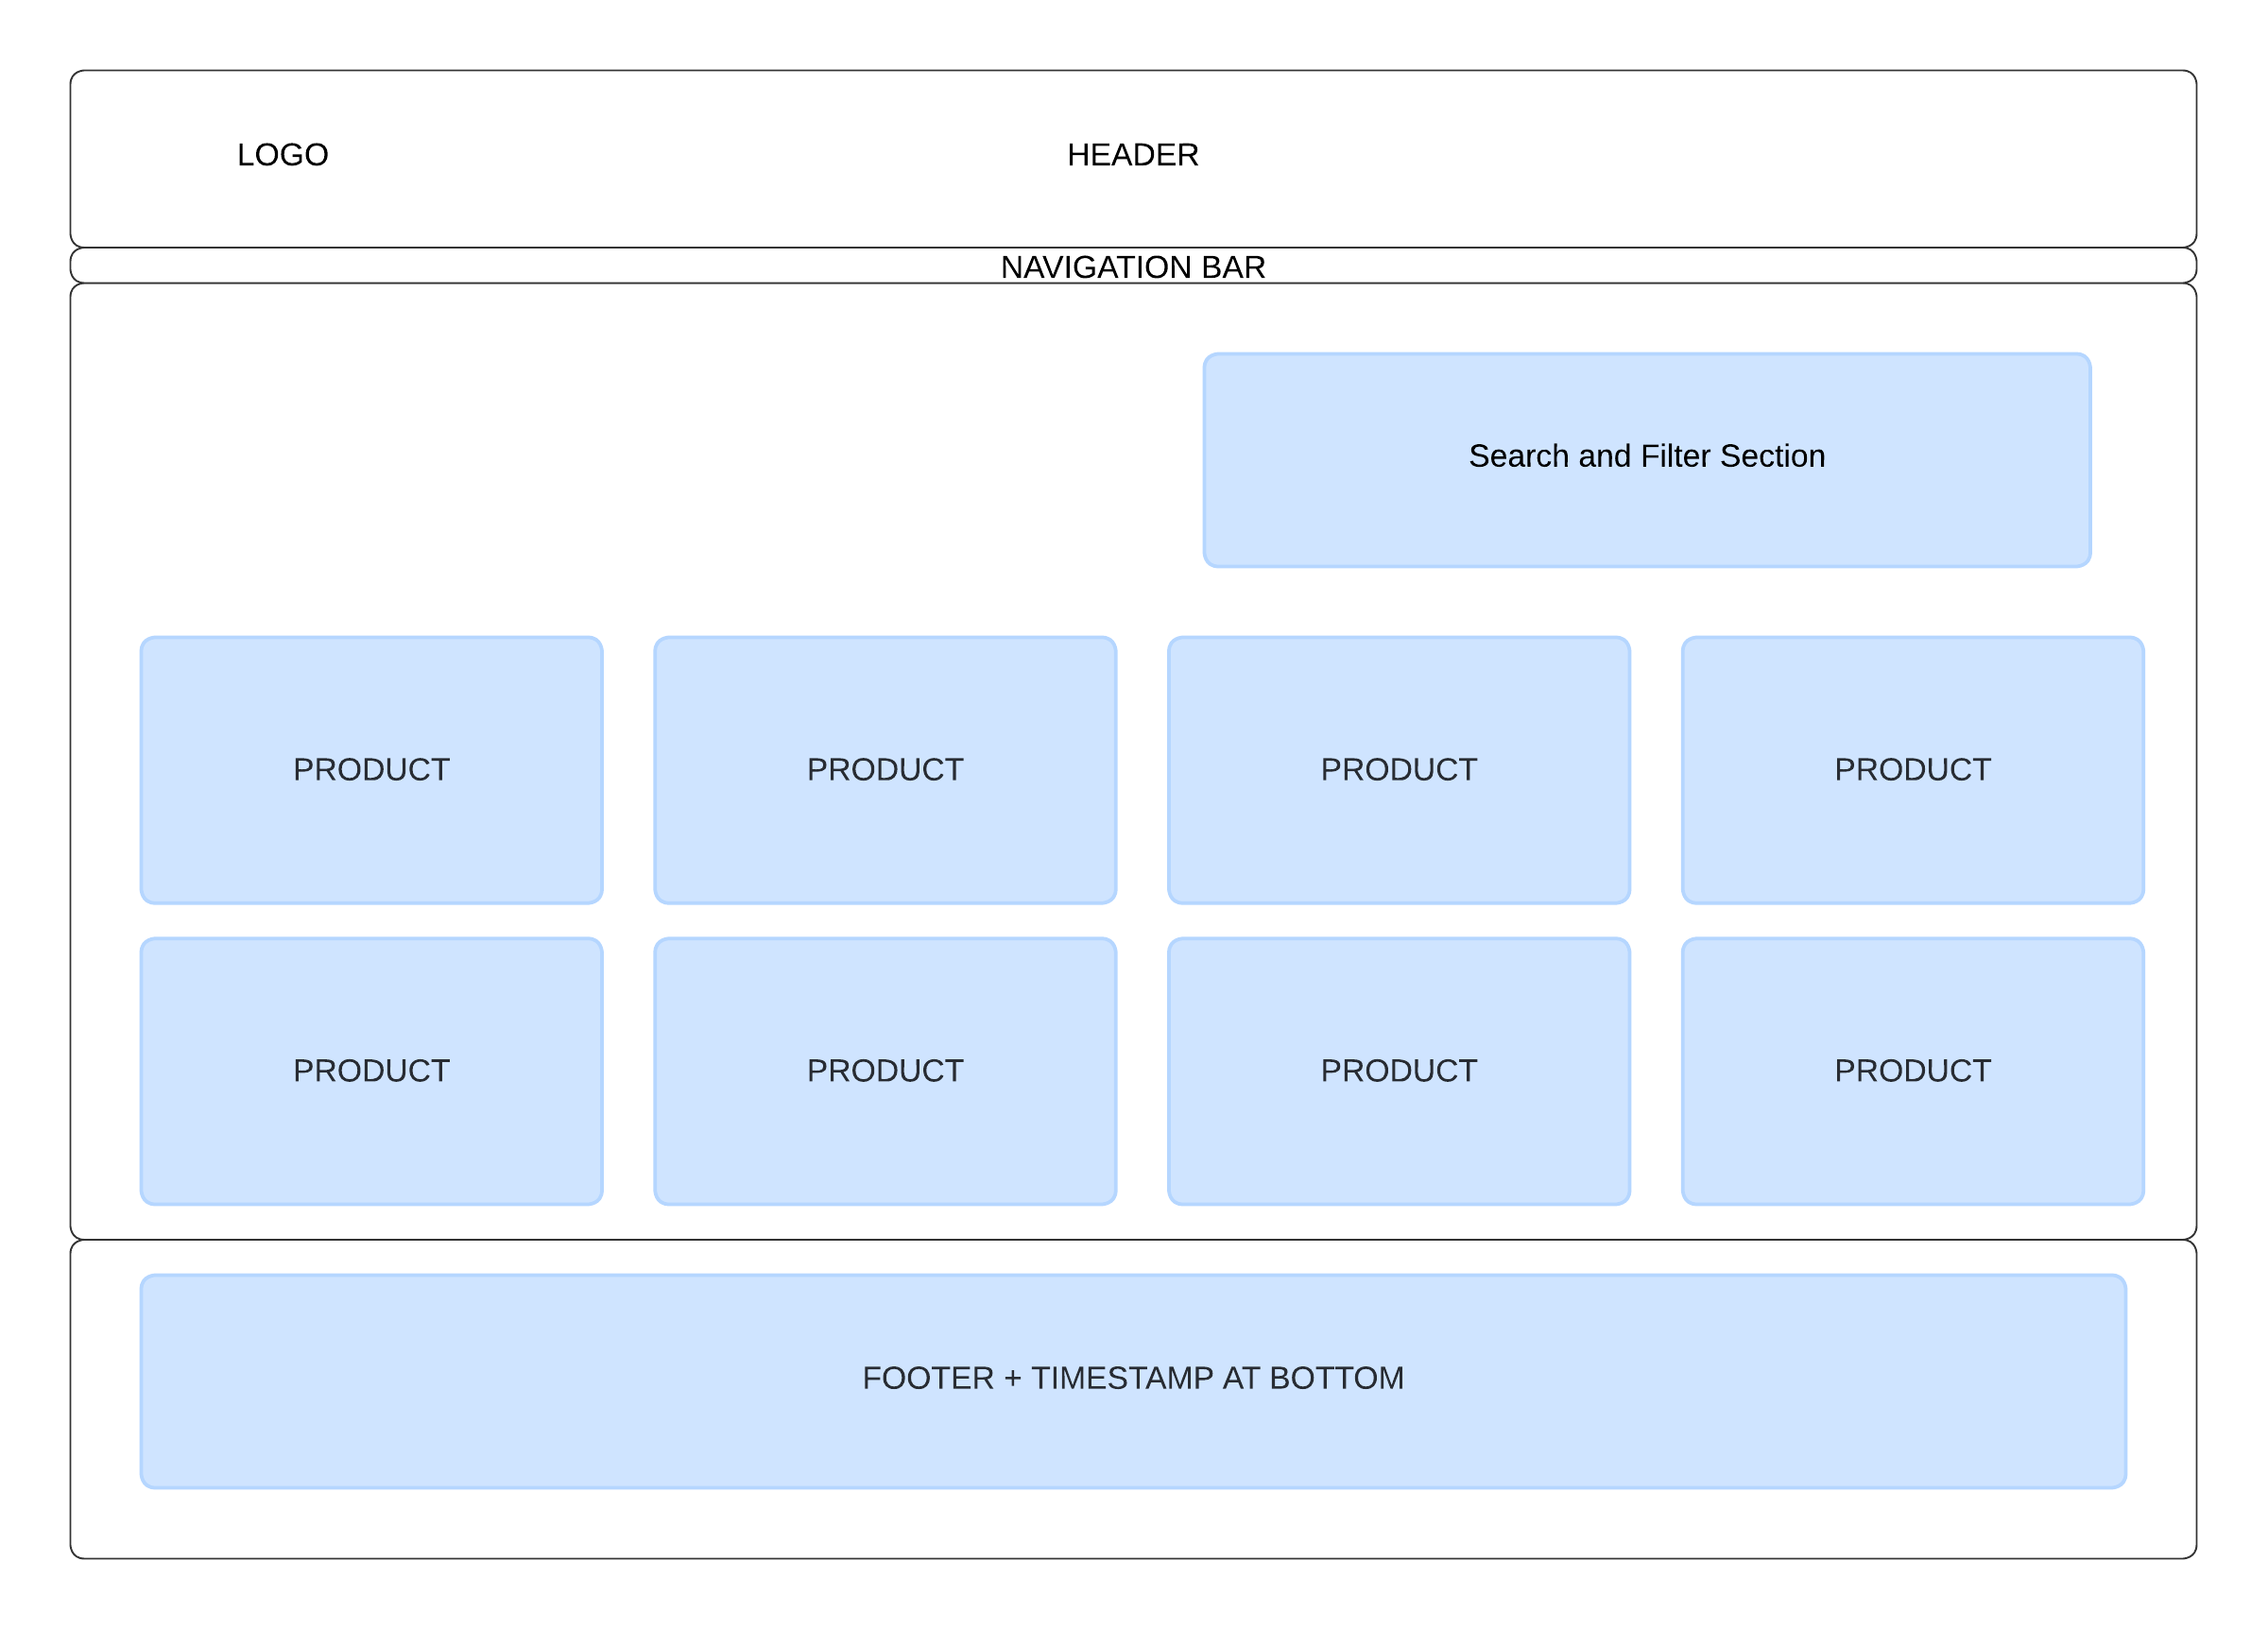 LOGO
HEADER
NAVIGATION BAR
Search and Filter Section
PRODUCT
PRODUCT
PRODUCT
PRODUCT
PRODUCT
PRODUCT
PRODUCT
PRODUCT
FOOTER + TIMESTAMP AT BOTTOM